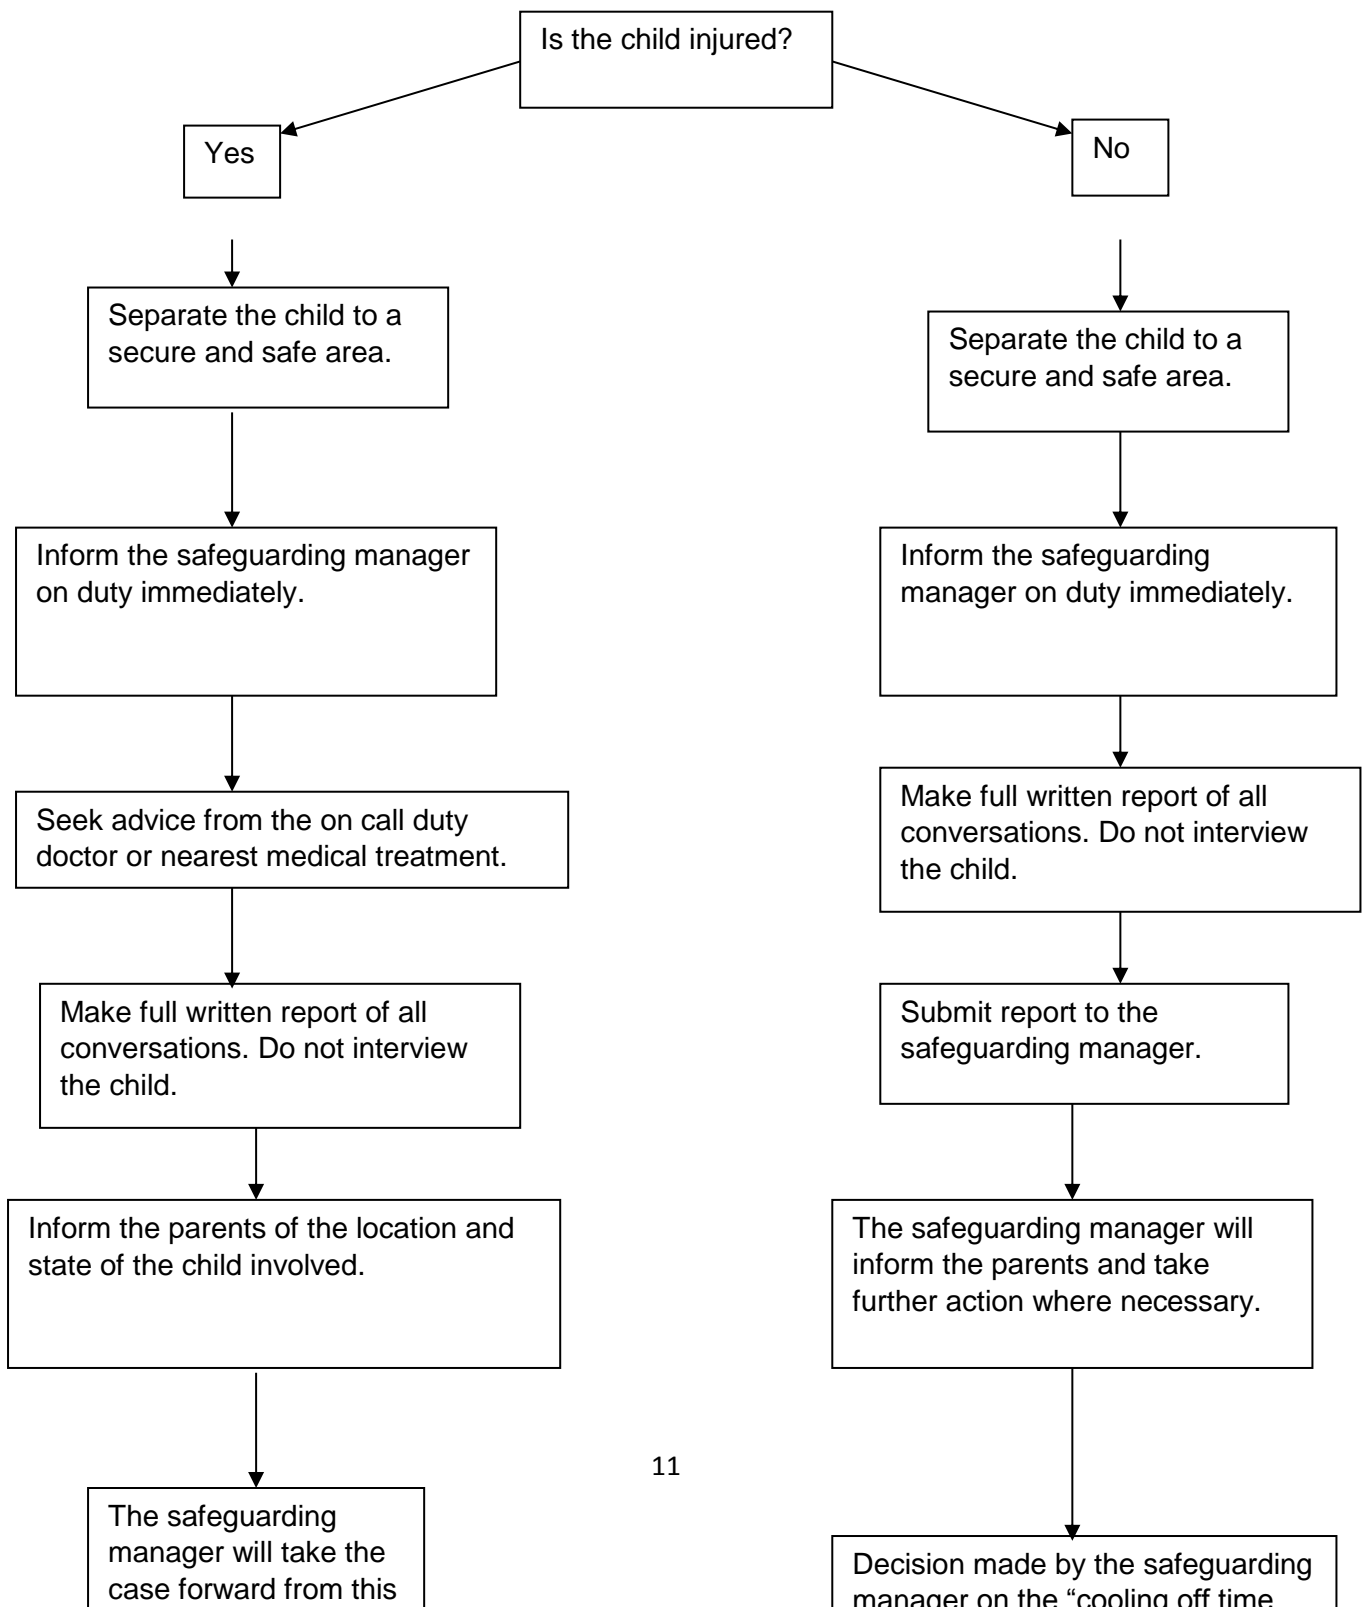 Is the child injured?
Yes
No
Separate the child to a
secure and safe area.
Separate the child to a
secure and safe area.
Inform the safeguarding manager
on duty immediately.
Inform the safeguarding
manager on duty immediately.
Seek advice from the on call duty
doctor or nearest medical treatment.
Make full written report of all
conversations. Do not interview
the child.
Make full written report of all
conversations. Do not interview
the child.
Submit report to the
safeguarding manager.
Inform the parents of the location and
state of the child involved.
The safeguarding manager will
inform the parents and take
further action where necessary.
11
The safeguarding
manager will take the
case forward from this
Decision made by the safeguarding
manager on the “cooling off time